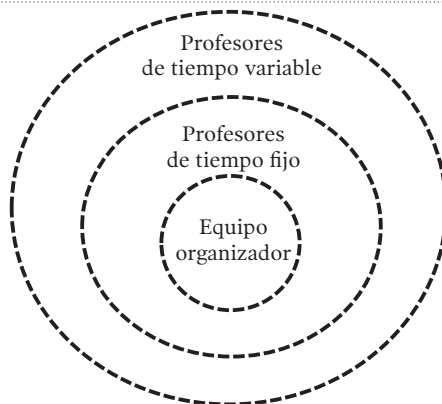 Profesores
de tiempo variable
Profesores
de tiempo fijo
Equipo
organizador